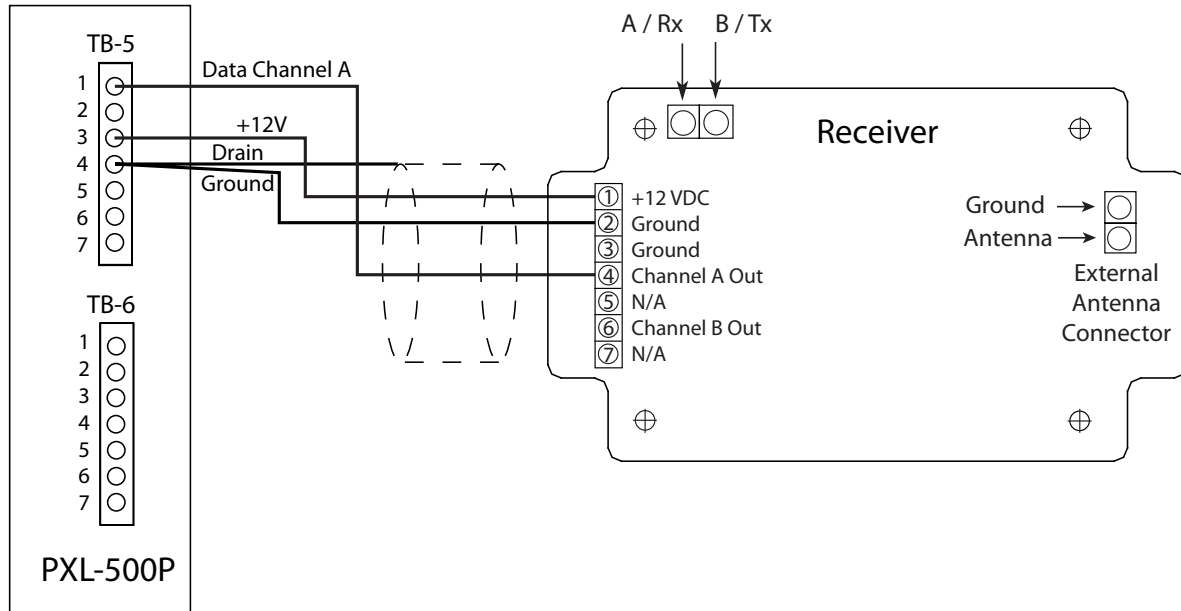 TB-5
1
2
3
4
5
6
7
Data Channel A
+12V
Drain
Ground
TB-6
1
2
3
4
5
6
7
PXL-500P
A / Rx
B / Tx
Receiver
① +12 VDC
② Ground
③ Ground
④ Channel A Out
⑤ N/A
⑥ Channel B Out
⑦ N/A
Ground
Antenna
External
Antenna
Connector